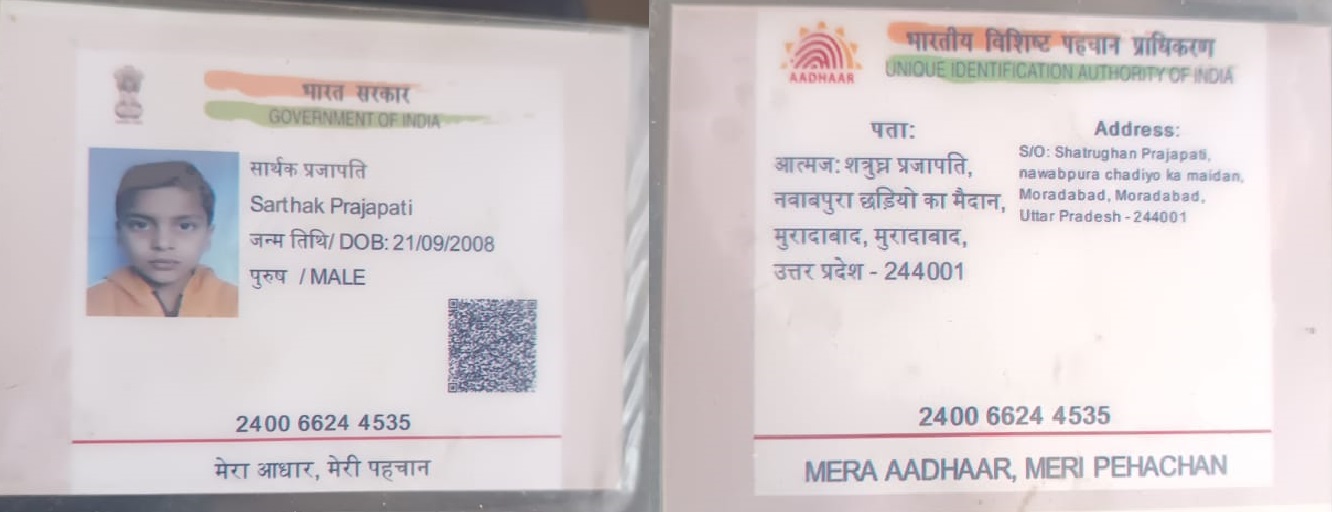 भारत सरकार
GOVERNMENT OF INDIA
सार्थक प्रजापति
Sarthak Prajapati
जन्म तिथि/ DOB: 21/09/2008
पुरुष / MALE
2400 6624 4535
मेरा आधार, मेरी पहचान
भारतीय विशिष्ट पहचान प्राधिकरण
AADHAAR
UNIQUE IDENTIFICATION AUTHORITY OF INDIA
पता:
आत्मज: शत्रुघ्न प्रजापति,
नवाबपुरा छड़ियो का मैदान,
मुरादाबाद, मुरादाबाद,
उत्तर प्रदेश - 244001
Address:
S/O: Shatrughan Prajapati,
nawabpura chadiyo ka maidan,
Moradabad, Moradabad,
Uttar Pradesh - 244001
2400 6624 4535
MERA AADHAAR, MERI PEHACHAN